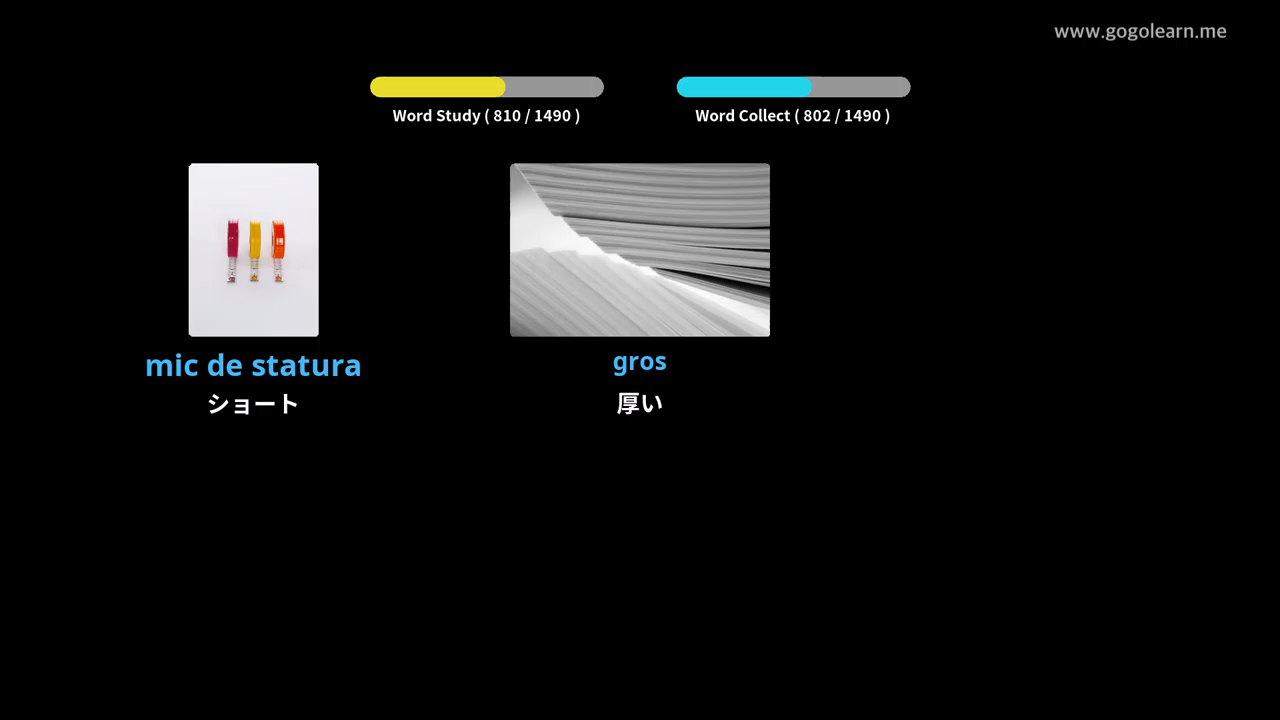 www.gogolearn.me
Word Study ( 810 / 1490 )
Word Collect ( 802 / 1490 )
mic de statura
ショート
gros
厚い